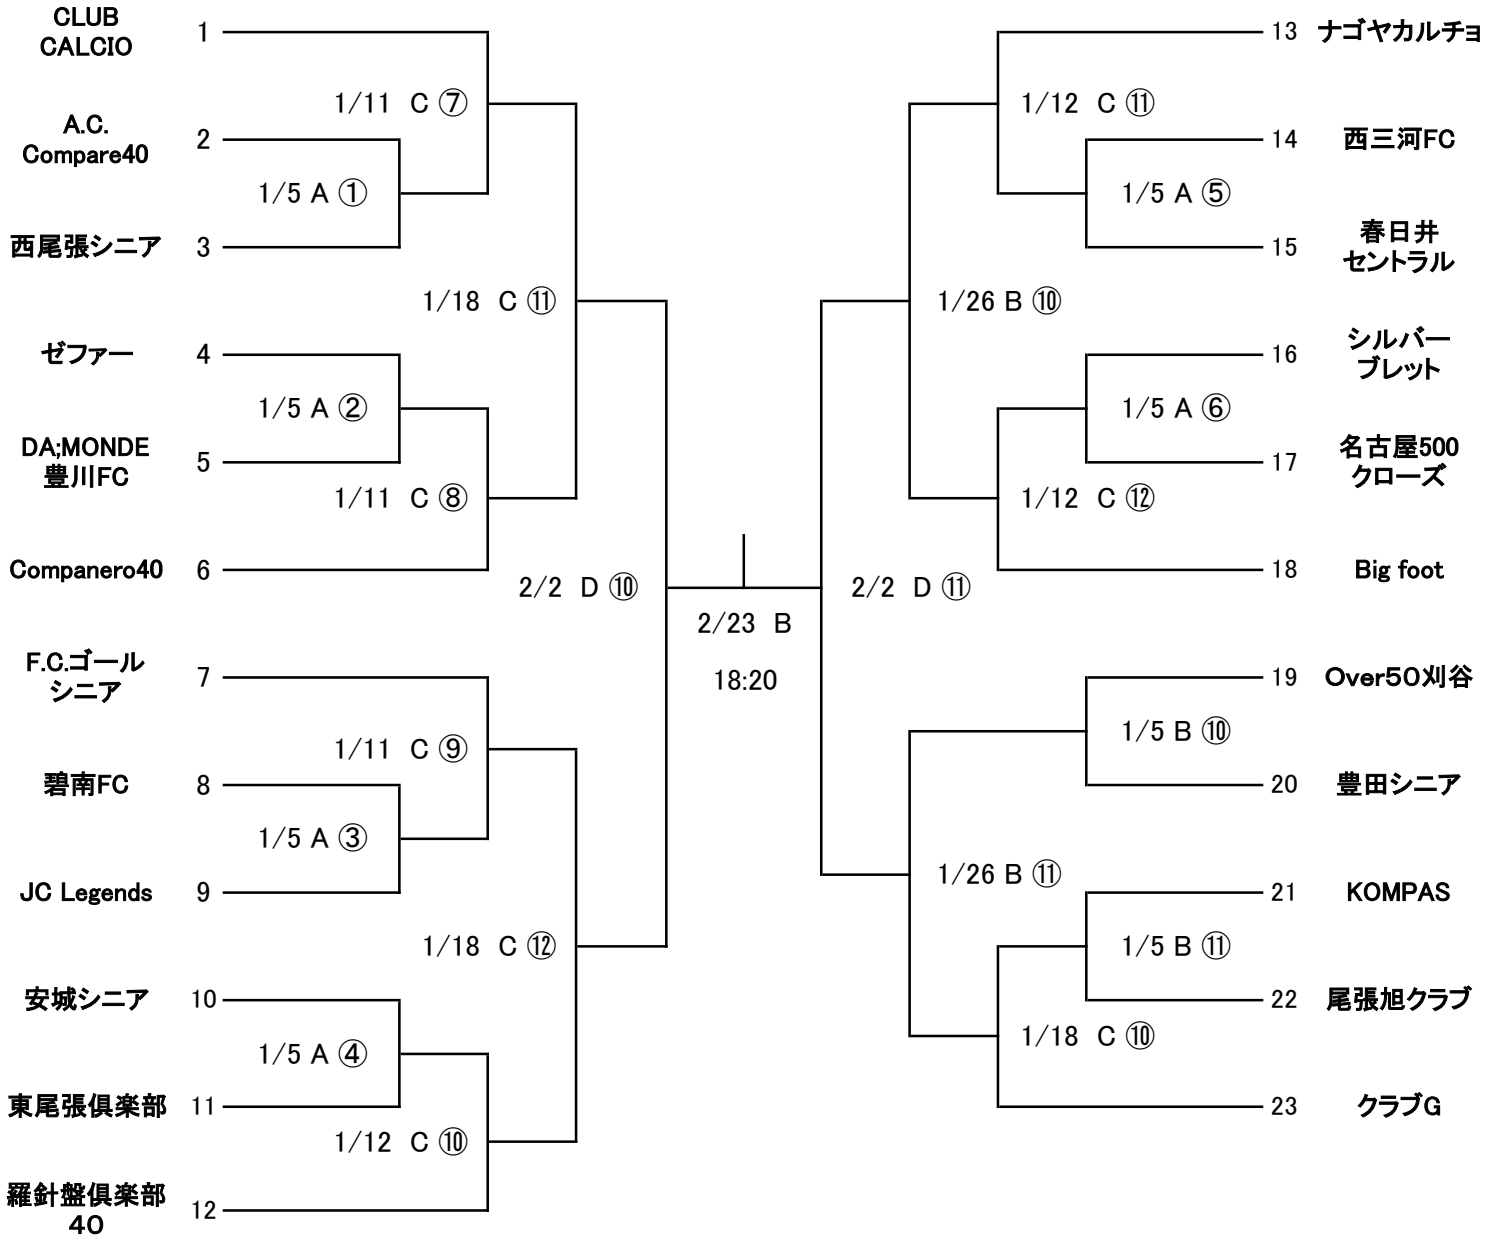 CLUB
CALCIO
1
1/11 C ⑦
A.C.
Compare40
2
1/5 A ①
西尾張シニア
3
1/18 C ⑪
ゼファー
4
1/5 A ②
DA;MONDE
豊川FC
5
1/11 C ⑧
Companero40
6
2/2 D ⑩
F.C.ゴール
シニア
7
1/11 C ⑨
碧南FC
8
1/5 A ③
JC Legends
9
1/18 C ⑫
安城シニア
10
1/5 A ④
東尾張倶楽部
11
1/12 C ⑩
羅針盤倶楽部
40
12
2/23 B
18:20
13 ナゴヤカルチョ
1/12 C ⑪
14 西三河FC
1/5 A ⑤
15
春日井
セントラル
1/26 B ⑩
16
シルバー
ブレット
1/5 A ⑥
17
名古屋500
クローズ
1/12 C ⑫
18 Big foot
2/2 D ⑪
19 Over50刈谷
1/5 B ⑩
20 豊田シニア
1/26 B ⑪
21 KOMPAS
1/5 B ⑪
22 尾張旭クラブ
1/18 C ⑩
23 クラブG